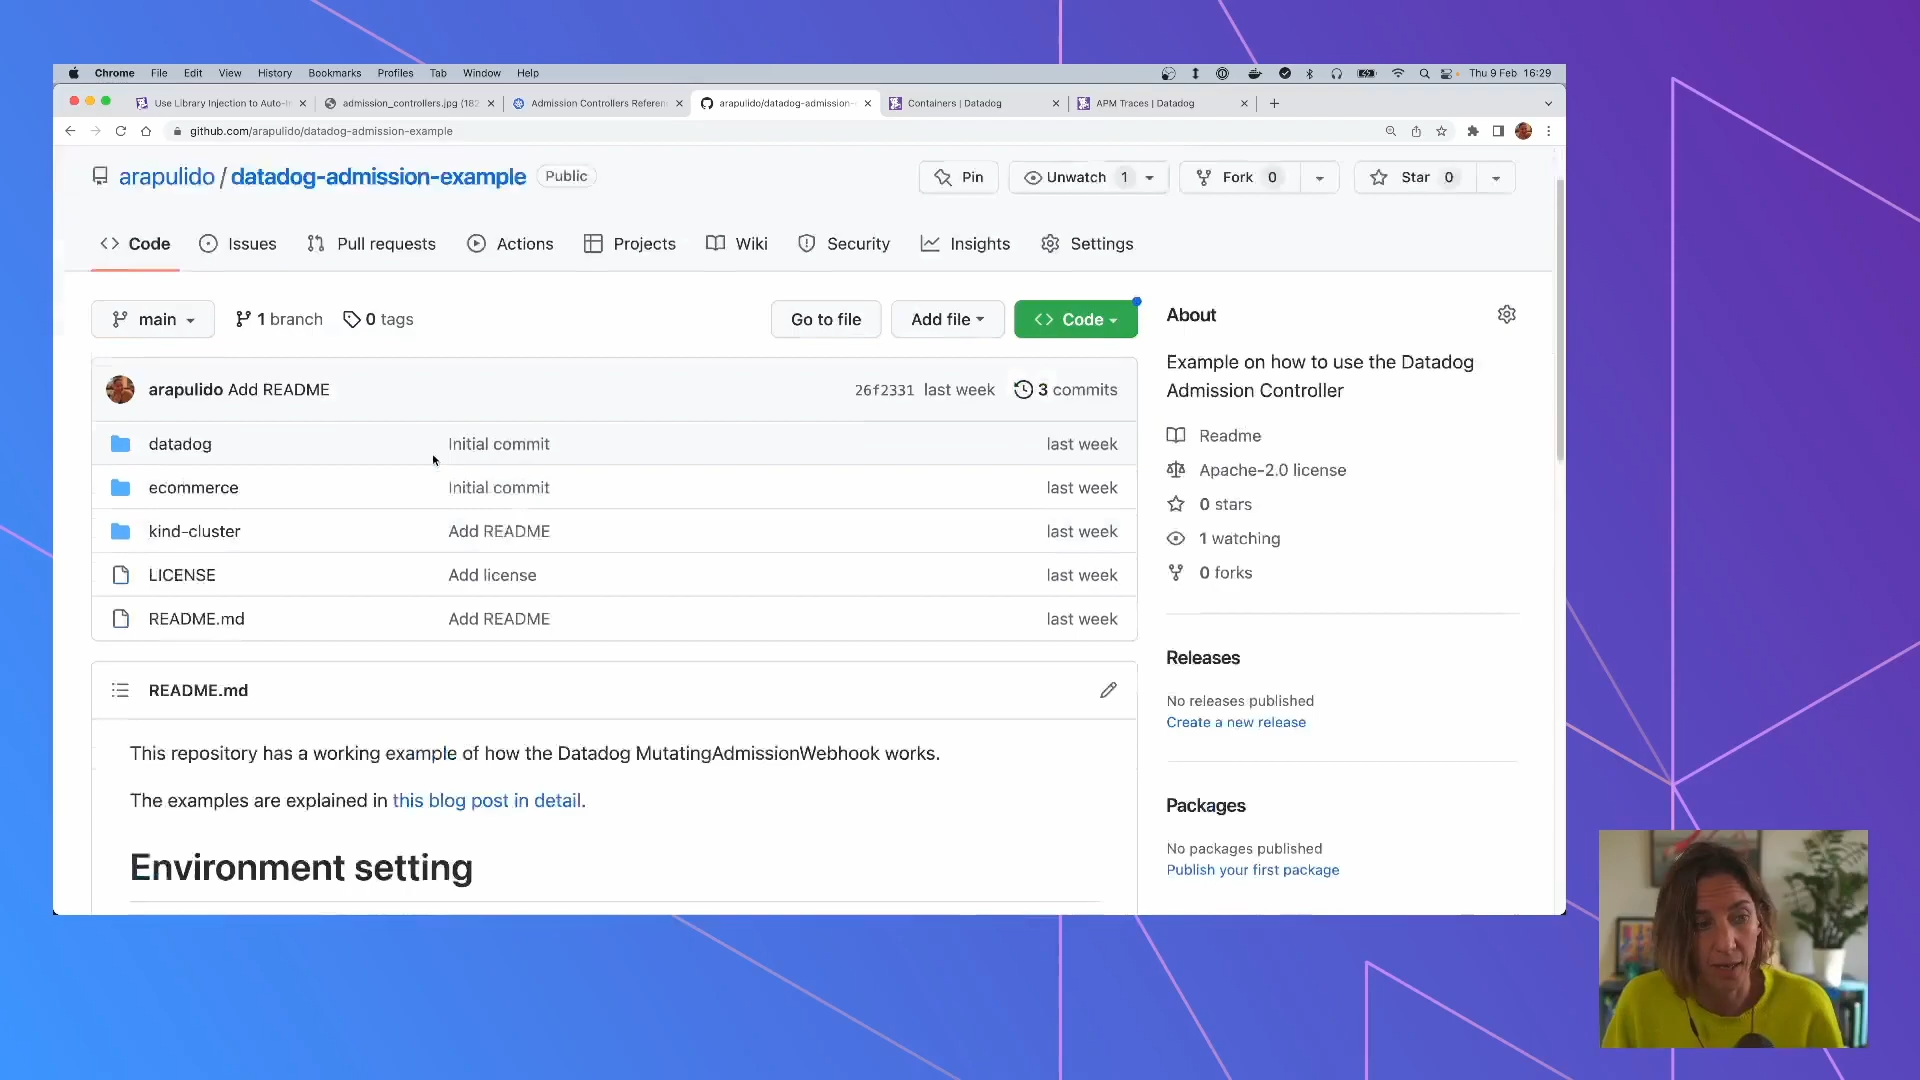 Chrome File Edit View History Bookmarks Profiles Tab Window Help Thu 9 Feb 16:29
Use Library Injection to Auto-I admission_controllers.jpg (182 Admission Controllers Referen arapulido/datadog-admission- Containers | Datadog APM Traces | Datadog
github.com/arapulido/datadog-admission-example
arapulido / datadog-admission-example Public Pin Unwatch 1 Fork 0 Star 0
Code Issues Pull requests Actions Projects Wiki Security Insights Settings
main 1 branch 0 tags Go to file Add file Code
arapulido Add README 26f2331 last week 3 commits
datadog Initial commit last week
ecommerce Initial commit last week
kind-cluster Add README last week
LICENSE Add license last week
README.md Add README last week
README.md
This repository has a working example of how the Datadog MutatingAdmissionWebhook works.
The examples are explained in this blog post in detail.
Environment setting
About
Example on how to use the Datadog
Admission Controller
Readme
Apache-2.0 license
0 stars
1 watching
0 forks
Releases
No releases published
Create a new release
Packages
No packages published
Publish your first package